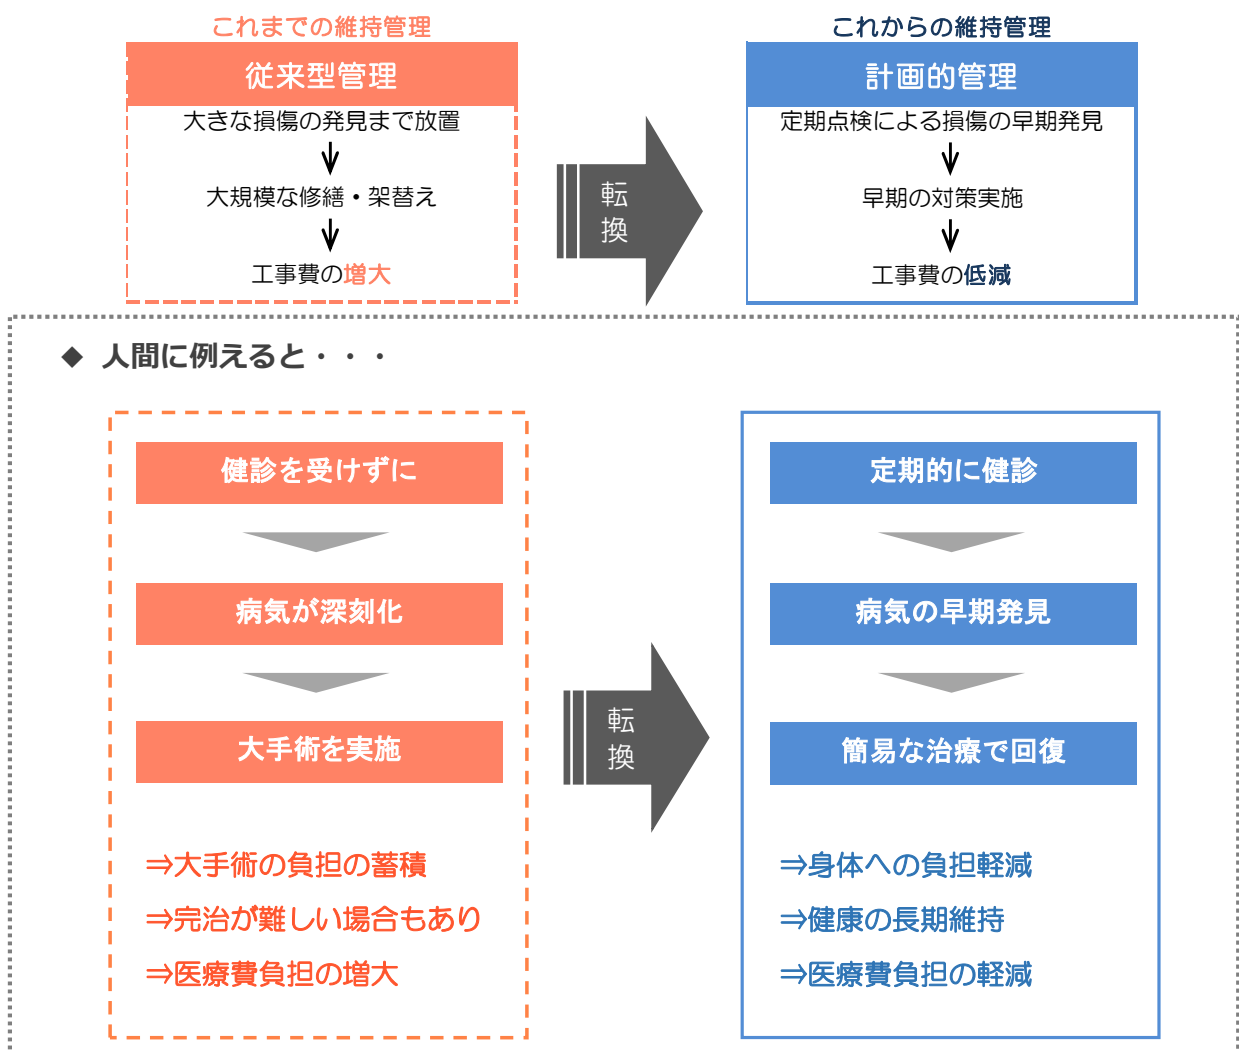 これまでの維持管理
従来型管理
大きな損傷の発見まで放置
大規模な修繕・架替え
工事費の増大
転
換
これからの維持管理
計画的管理
定期点検による損傷の早期発見
早期の対策実施
工事費の低減
◆ 人間に例えると・・・
健診を受けずに
病気が深刻化
大手術を実施
⇒大手術の負担の蓄積
⇒完治が難しい場合もあり
⇒医療費負担の増大
転
換
定期的に健診
病気の早期発見
簡易な治療で回復
⇒身体への負担軽減
⇒健康の長期維持
⇒医療費負担の軽減